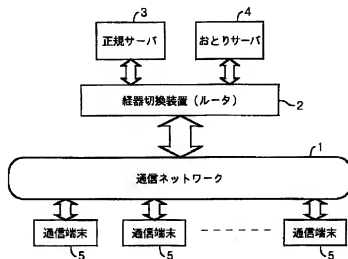 3
4
正規サーバ
おとりサーバ
経器切換装置(ルータ)
2
1
通信ネットワーク
通信端末
通信端末
通信端末
5
5
5